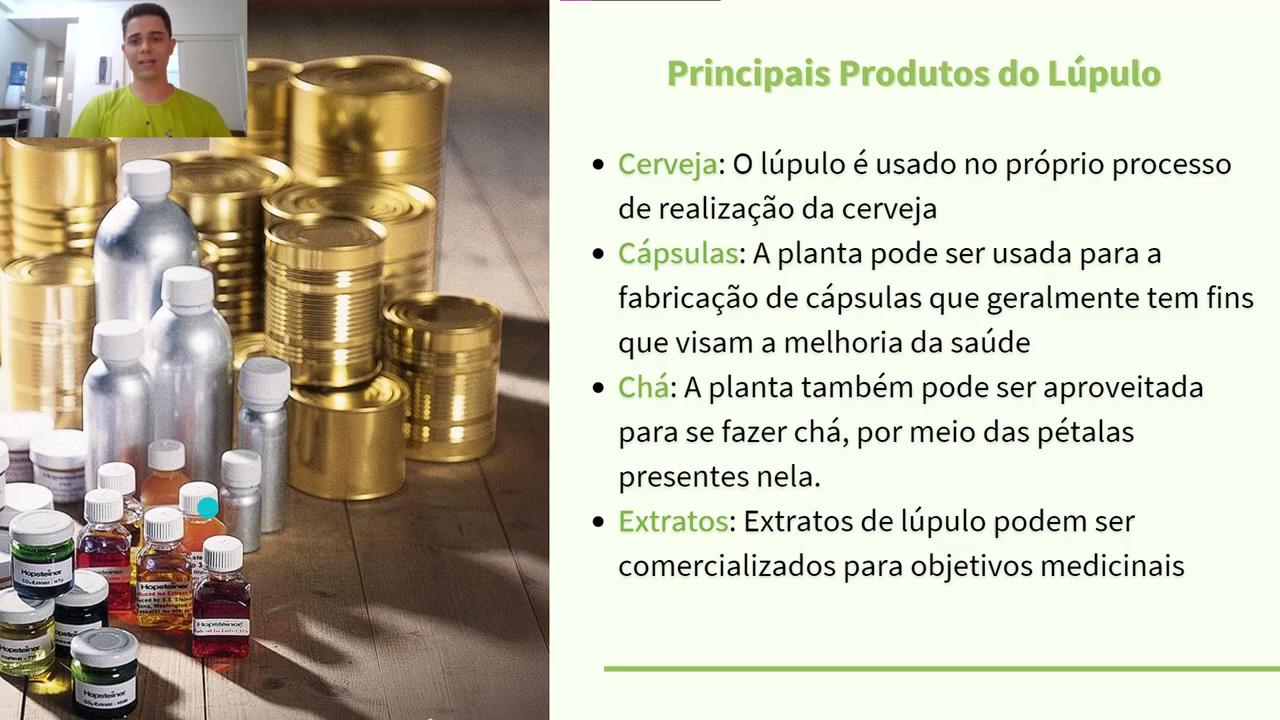 Principais Produtos do Lúpulo
Cerveja: O lúpulo é usado no próprio processo
de realização da cerveja
Cápsulas: A planta pode ser usada para a
fabricação de cápsulas que geralmente tem fins
que visam a melhoria da saúde
Chá: A planta também pode ser aproveitada
para se fazer chá, por meio das pétalas
presentes nela.
Extratos: Extratos de lúpulo podem ser
comercializados para objetivos medicinais
Hopsteiner
Hopsteiner
Hopsteiner
Hopsteiner